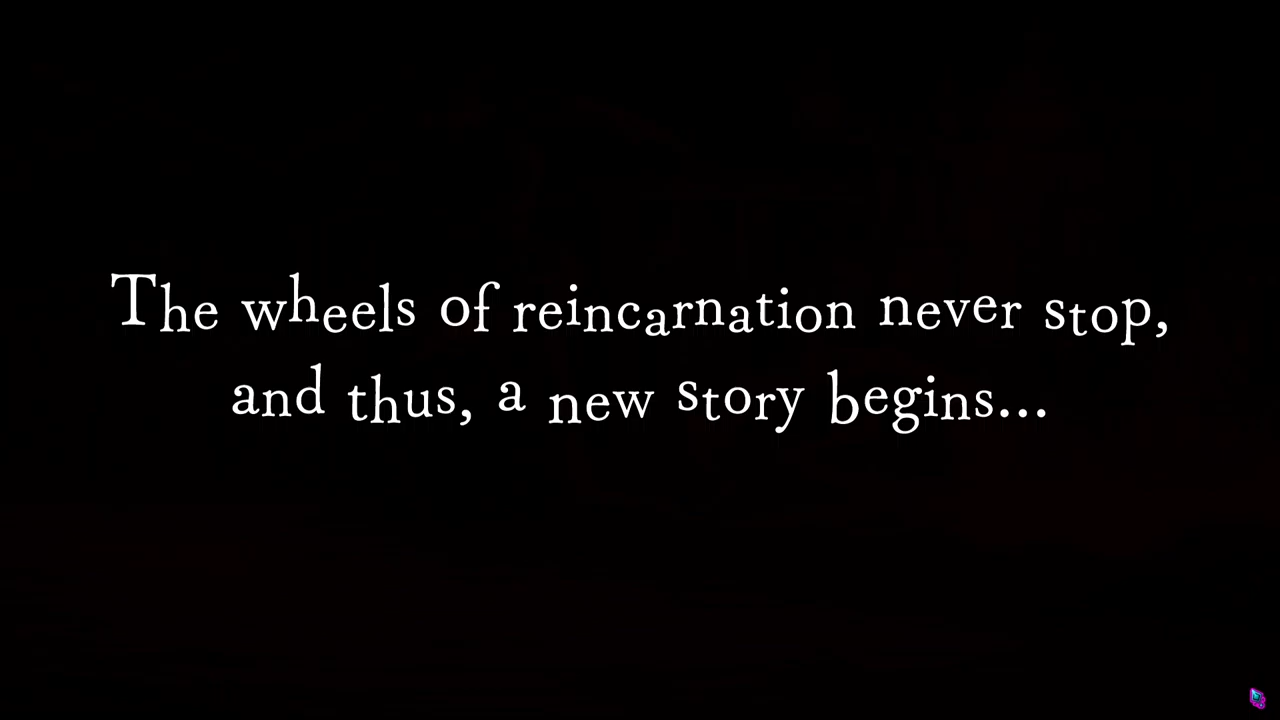 The wheels of reincarnation never stop,
and thus, a new story begins...